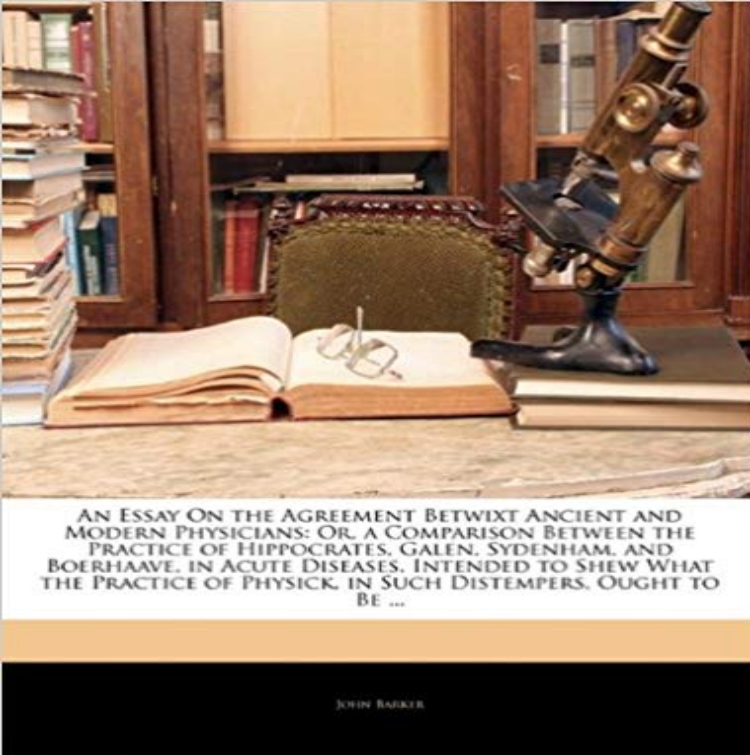 An Essay On the Agreement Betwixt Ancient and
Modern Physicians: Or, a Comparison Between the
Practice of Hippocrates, Galen, Sydenham, and
Boerhaave, in Acute Diseases. Intended to Shew What
the Practice of Physick, in Such Distempers, Ought to
Be ...
John Barker